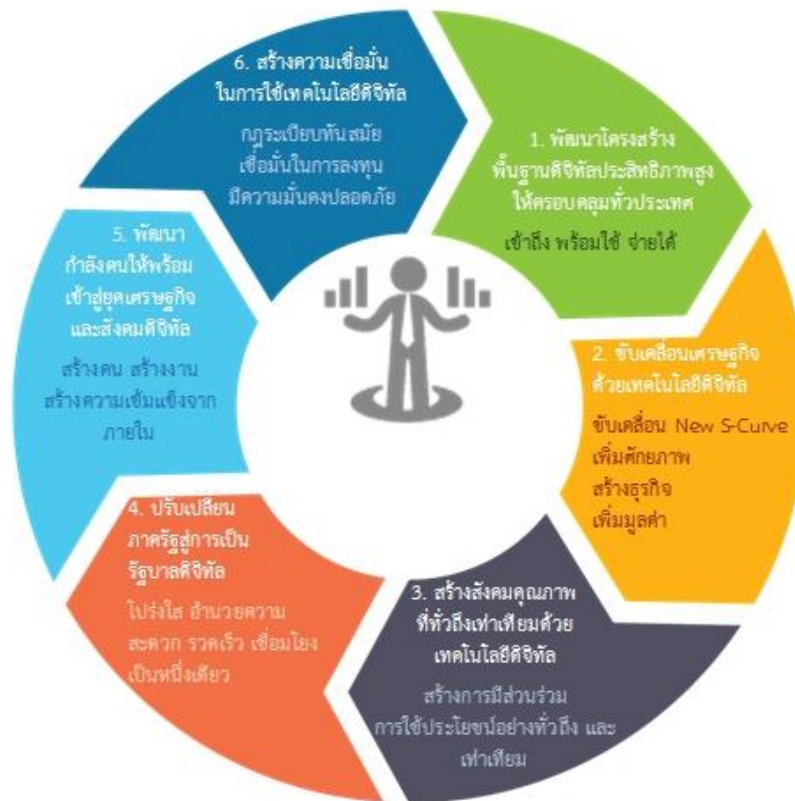 6. สร้างความเชื่อมั่น
ในการใช้เทคโนโลยีดิจิทัล
กฎระเบียบทันสมัย
เชื่อมั่นในการลงทุน
มีความมั่นคงปลอดภัย
1. พัฒนาโครงสร้าง
พื้นฐานดิจิทัลประสิทธิภาพสูง
ให้ครอบคลุมทั่วประเทศ
เข้าถึง พร้อมใช้ จ่ายได้
2. ขับเคลื่อนเศรษฐกิจ
ด้วยเทคโนโลยีดิจิทัล
ขับเคลื่อน New S-Curve
เพิ่มศักยภาพ
สร้างธุรกิจ
เพิ่มมูลค่า
3. สร้างสังคมคุณภาพ
ที่ทั่วถึงเท่าเทียมด้วย
เทคโนโลยีดิจิทัล
สร้างการมีส่วนร่วม
การใช้ประโยชน์อย่างทั่วถึง และ
เท่าเทียม
4. ปรับเปลี่ยน
ภาครัฐสู่การเป็น
รัฐบาลดิจิทัล
โปร่งใส อำนวยความ
สะดวก รวดเร็ว เชื่อมโยง
เป็นหนึ่งเดียว
5. พัฒนา
กำลังคนให้พร้อม
เข้าสู่ยุคเศรษฐกิจ
และสังคมดิจิทัล
สร้างคน สร้างงาน
สร้างความเข้มแข็งจาก
ภายใน